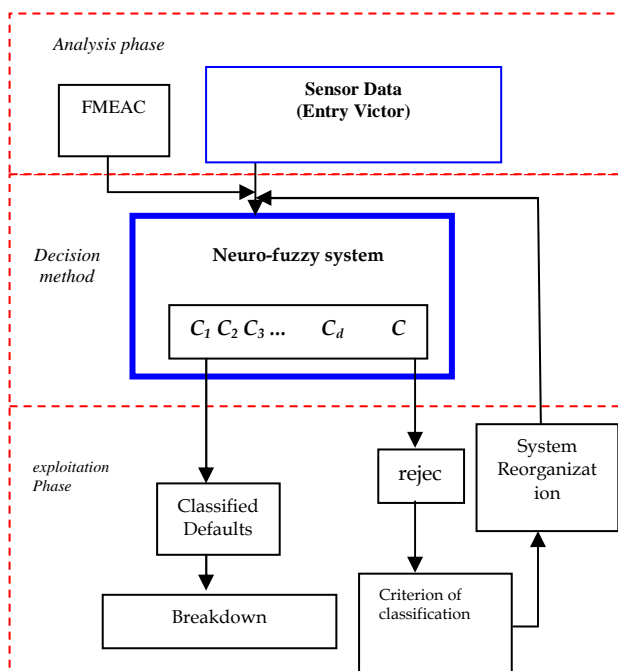 Analysis phase
FMEAC
Sensor Data
(Entry Victor)
Decision
method
Neuro-fuzzy system
C1 C2 C3 ... Cd C
exploitation
Phase
Classified
Defaults
Breakdown
rejec
Criterion of
classification
System
Reorganizat
ion